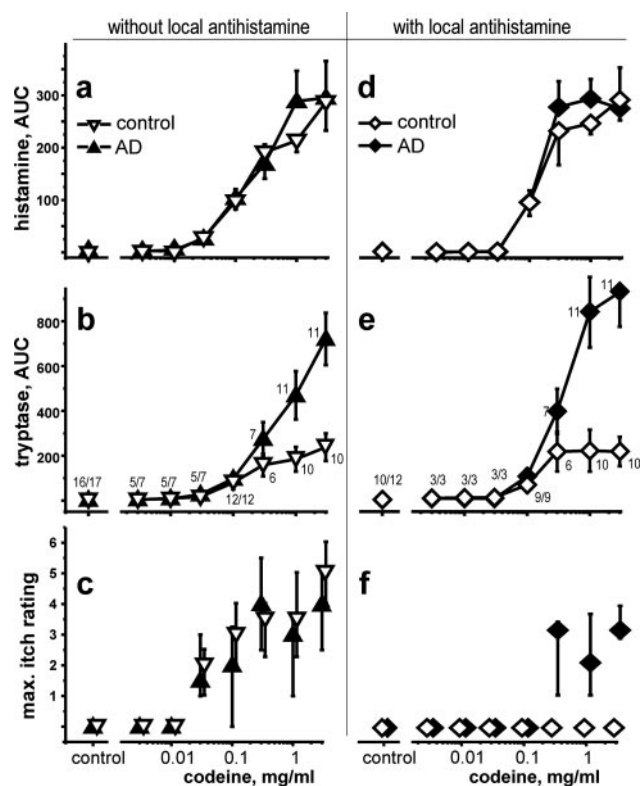 without local antihistamine
with local antihistamine
a
histamine, AUC
300
200
100
control
AD
d
control
AD
b
tryptase, AUC
800
600
400
200
16/17
5/7
5/7
5/7
12/12
7
11
11
6
10
10
e
10/12
3/3
3/3
3/3
9/9
7
11
11
6
10
10
c
max. itch rating
6
5
4
3
2
1
f
control
0.01
0.1
1
codeine, mg/ml
control
0.01
0.1
1
codeine, mg/ml